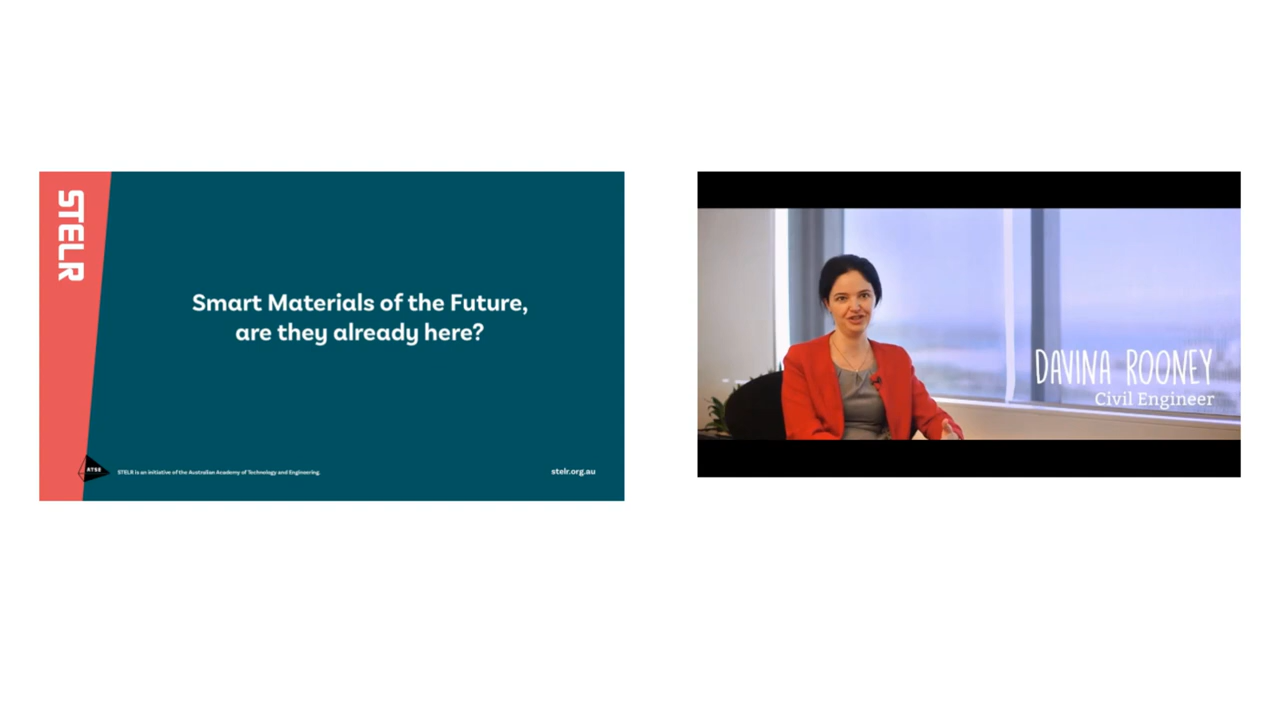 STELR
Smart Materials of the Future,
are they already here?
ATSE
STELR is an initiative of the Australian Academy of Technology and Engineering.
stelr.org.au
DAVINA ROONEY
Civil Engineer